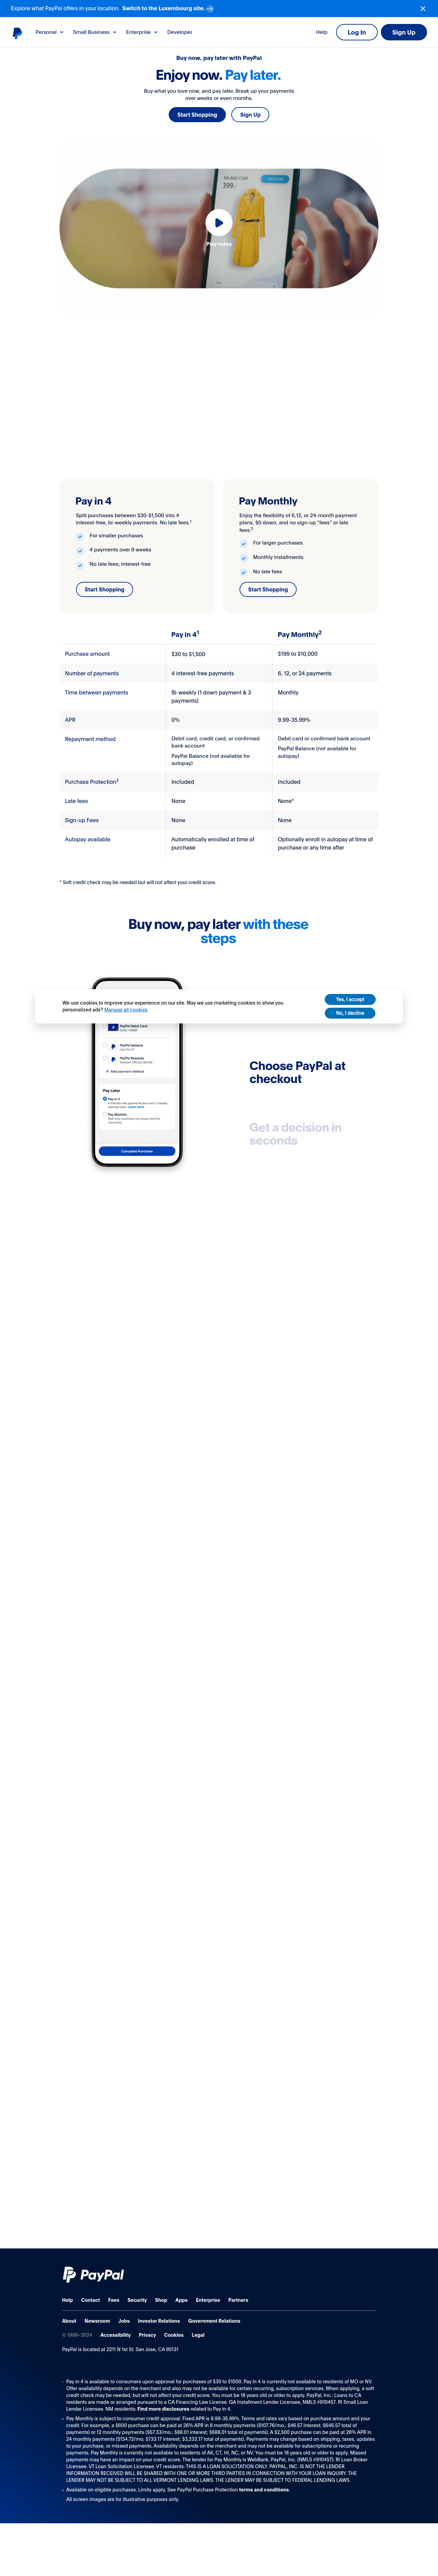 Explore what PayPal offers in your location. Switch to the Luxembourg site.
Personal
Small Business
Enterprise
Developer
Help
Log In
Sign Up
Buy now, pay later with PayPal
Enjoy now. Pay later.
Buy what you love now, and pay later. Break up your payments
over weeks or even months.
Start Shopping
Sign Up
MILANO COAT
399,-
Play video
Pay in 4
Split purchases between $30-$1,500 into 4
interest-free, bi-weekly payments. No late fees.1
For smaller purchases
4 payments over 6 weeks
No late fees; interest-free
Start Shopping
Pay Monthly
Enjoy the flexibility of 6,12, or 24-month payment
plans, $0 down, and no sign-up "fees" or late
fees.2
For larger purchases
Monthly installments
No late fees
Start Shopping
Pay in 41
Pay Monthly2
Purchase amount
$30 to $1,500
$199 to $10,000
Number of payments
4 interest-free payments
6, 12, or 24 payments
Time between payments
Bi-weekly (1 down payment & 3
payments)
Monthly
APR
0%
9.99-35.99%
Repayment method
Debit card, credit card, or confirmed
bank account
PayPal Balance (not available for
autopay)
Debit card or confirmed bank account
PayPal Balance (not available for
autopay)
Purchase Protection3
Included
Included
Late fees
None
None*
Sign-up Fees
None
None
Autopay available
Automatically enrolled at time of
purchase
Optionally enroll in autopay at time of
purchase or any time after
* Soft credit check may be needed but will not affect your credit score.
Buy now, pay later with these
steps
We use cookies to improve your experience on our site. May we use marketing cookies to show you
personalized ads? Manage all cookies
Yes, I accept
No, I decline
PayPal Debit Card
PayPal balance
PayPal Rewards
+ Add payment method
Pay Later
Pay in 4
Learn more.
Pay Monthly
Complete Purchase
Choose PayPal at
checkout
Get a decision in
seconds
PayPal
Help
Contact
Fees
Security
Shop
Apps
Enterprise
Partners
About
Newsroom
Jobs
Investor Relations
Government Relations
© 1999–2024
Accessibility
Privacy
Cookies
Legal
PayPal is located at 2211 N 1st St. San Jose, CA 95131
Pay in 4 is available to consumers upon approval for purchases of $30 to $1500. Pay in 4 is currently not available to residents of MO or NV.
Offer availability depends on the merchant and also may not be available for certain recurring, subscription services. When applying, a soft
credit check may be needed, but will not affect your credit score. You must be 18 years old or older to apply. PayPal, Inc.: Loans to CA
residents are made or arranged pursuant to a CA Financing Law License. GA Installment Lender Licensee, NMLS #910457. RI Small Loan
Lender Licensee. NM residents: Find more disclosures related to Pay in 4.
Pay Monthly is subject to consumer credit approval. Fixed APR is 9.99-35.99%. Terms and rates vary based on purchase amount and your
credit. For example, a $600 purchase can be paid at 26% APR in 6 monthly payments ($107.76/mo.; $46.57 interest; $646.57 total of
payments) or 12 monthly payments ($57.33/mo.; $88.01 interest; $688.01 total of payments). A $2,500 purchase can be paid at 26% APR in
24 monthly payments ($134.72/mo; $733.17 interest; $3,233.17 total of payments). Payments may change based on shipping, taxes, updates
to your purchase, or missed payments. Availability depends on the merchant and may not be available for subscriptions or recurring
payments. Pay Monthly is currently not available to residents of AK, CT, HI, NC, or NV. You must be 18 years old or older to apply. Missed
payments may have an impact on your credit score. The lender for Pay Monthly is WebBank. PayPal, Inc. (NMLS #910457): RI Loan Broker
Licensee. VT Loan Solicitation Licensee. VT residents: THIS IS A LOAN SOLICITATION ONLY. PAYPAL, INC. IS NOT THE LENDER.
INFORMATION RECEIVED WILL BE SHARED WITH ONE OR MORE THIRD PARTIES IN CONNECTION WITH YOUR LOAN INQUIRY. THE
LENDER MAY NOT BE SUBJECT TO ALL VERMONT LENDING LAWS. THE LENDER MAY BE SUBJECT TO FEDERAL LENDING LAWS.
Available on eligible purchases. Limits apply. See PayPal Purchase Protection terms and conditions.
All screen images are for illustrative purposes only.